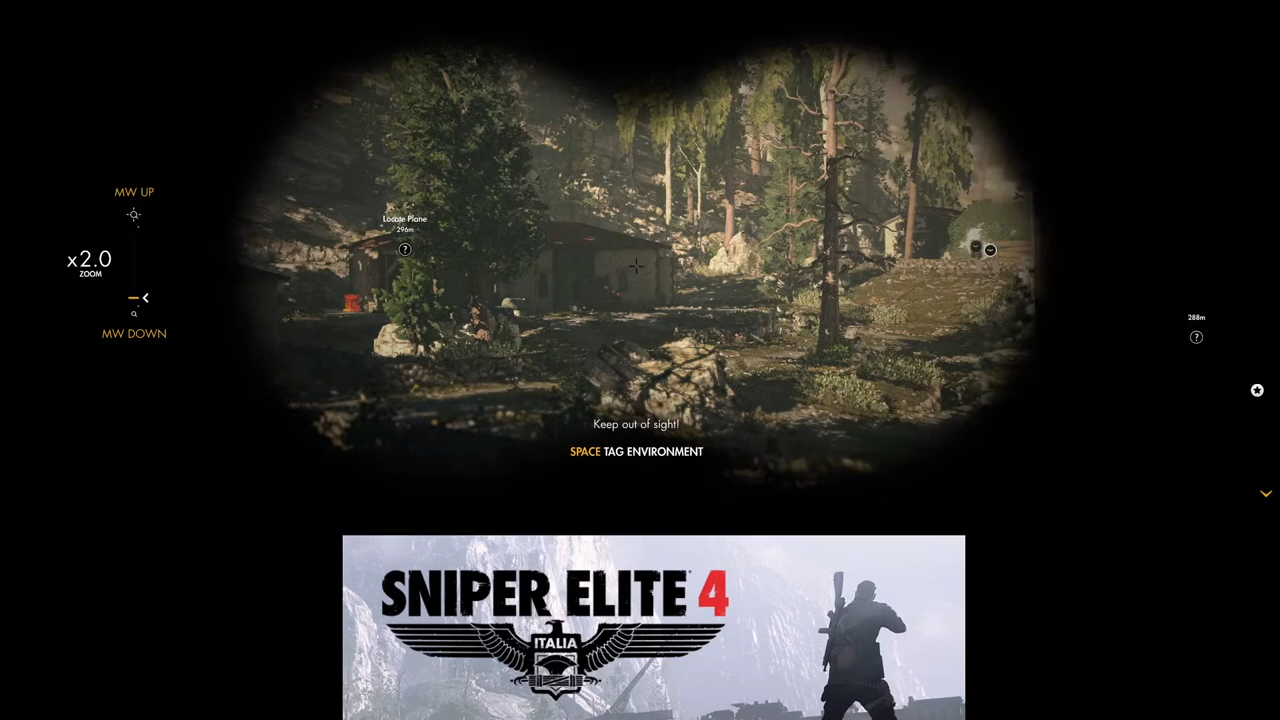 MW UP
Locate Plane
296m
?
x2.0
ZOOM
MW DOWN
288m
?
Keep out of sight!
SPACE TAG ENVIRONMENT
SNIPER ELITE 4
ITALIA